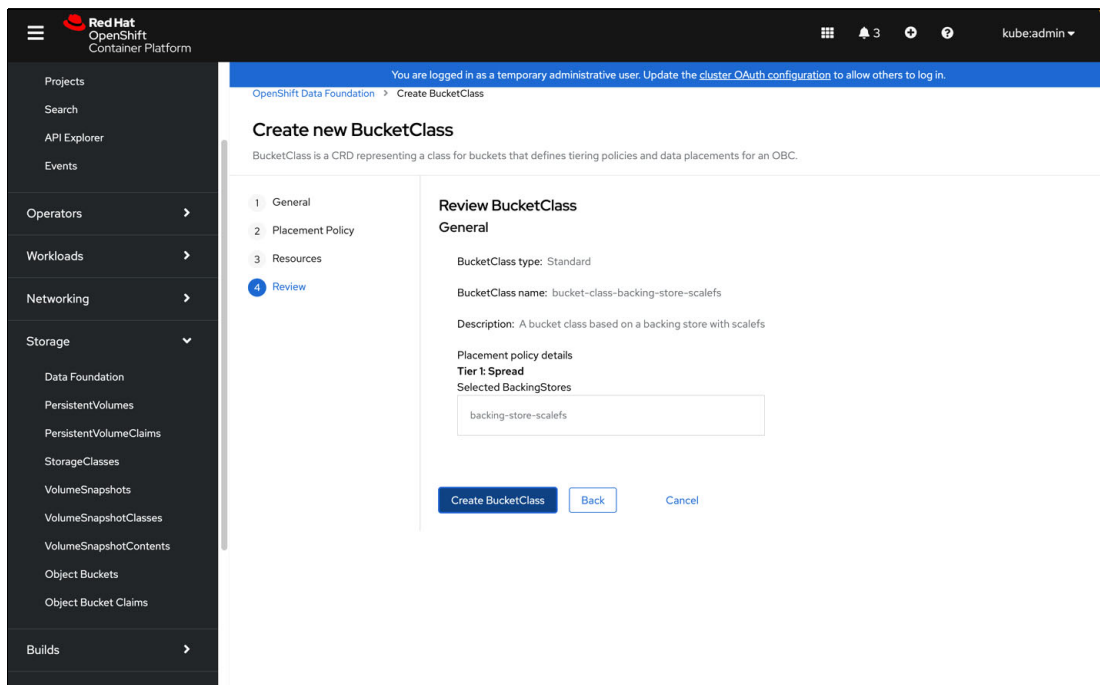 Red Hat
OpenShift
Container Platform
3
kube:admin
You are logged in as a temporary administrative user. Update the cluster OAuth configuration to allow others to log in.
Projects
Search
API Explorer
Events
Operators
Workloads
Networking
Storage
Data Foundation
PersistentVolumes
PersistentVolumeClaims
StorageClasses
VolumeSnapshots
VolumeSnapshotClasses
VolumeSnapshotContents
Object Buckets
Object Bucket Claims
Builds
OpenShift Data Foundation > Create BucketClass
Create new BucketClass
BucketClass is a CRD representing a class for buckets that defines tiering policies and data placements for an OBC.
1 General
2 Placement Policy
3 Resources
4 Review
Review BucketClass
General
BucketClass type: Standard
BucketClass name: bucket-class-backing-store-scalefs
Description: A bucket class based on a backing store with scalefs
Placement policy details
Tier 1: Spread
Selected BackingStores
backing-store-scalefs
Create BucketClass Back Cancel